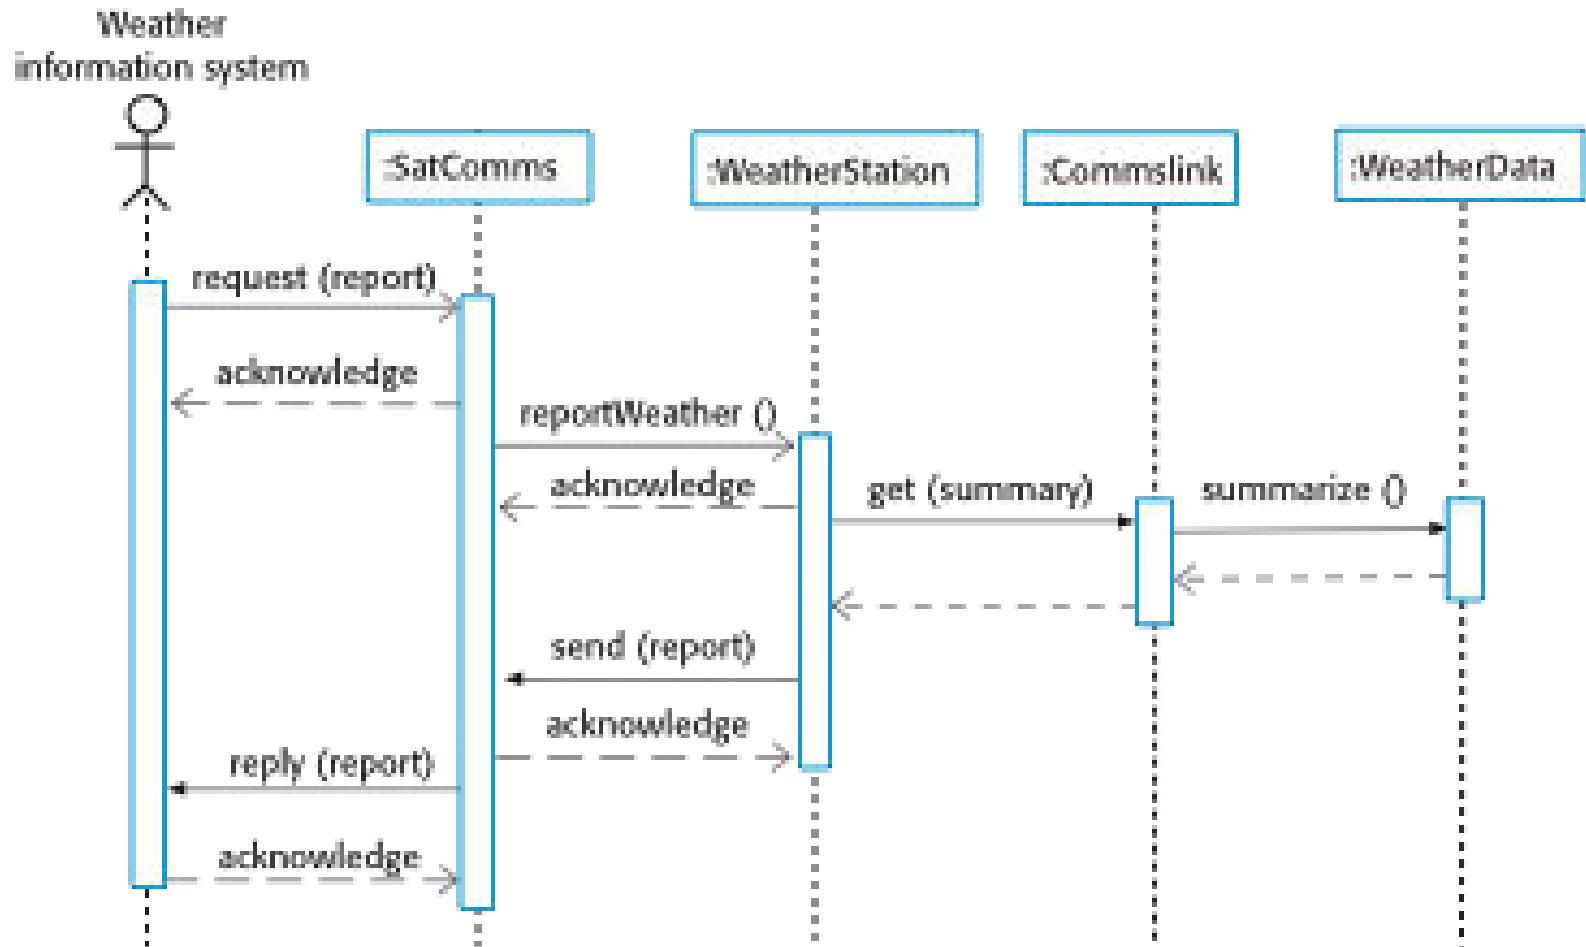 Weather
information system
:SatComms
:WeatherStation
:Commslink
:WeatherData
request (report)
acknowledge
reportWeather ()
acknowledge
get (summary)
summarize ()
send (report)
acknowledge
reply (report)
acknowledge